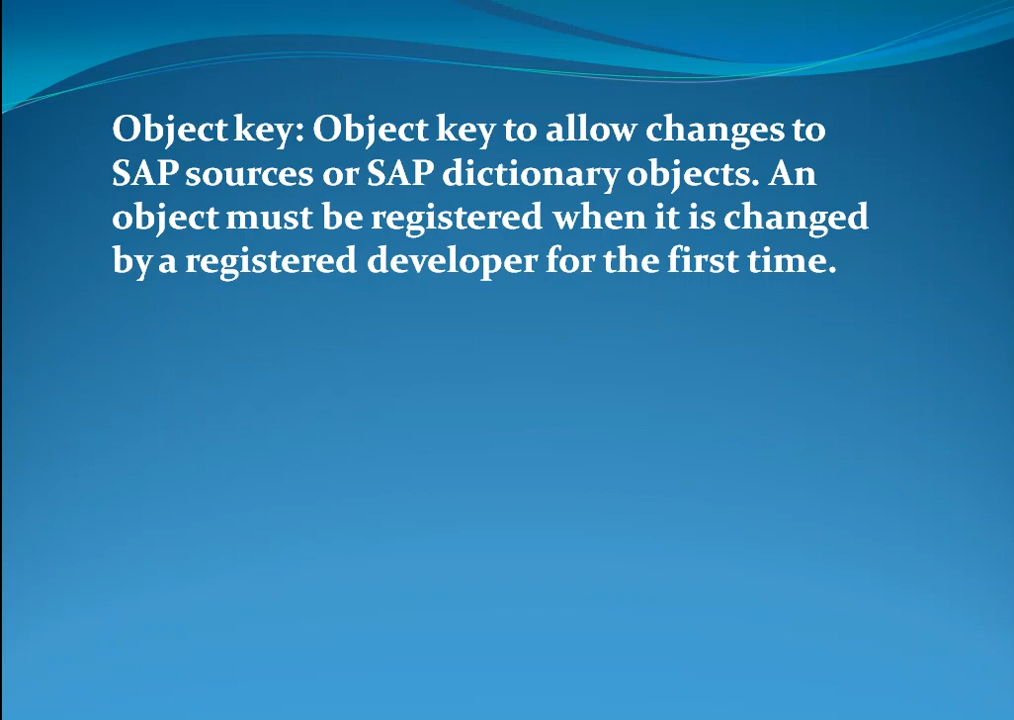 Object key: Object key to allow changes to
SAP sources or SAP dictionary objects. An
object must be registered when it is changed
by a registered developer for the first time.